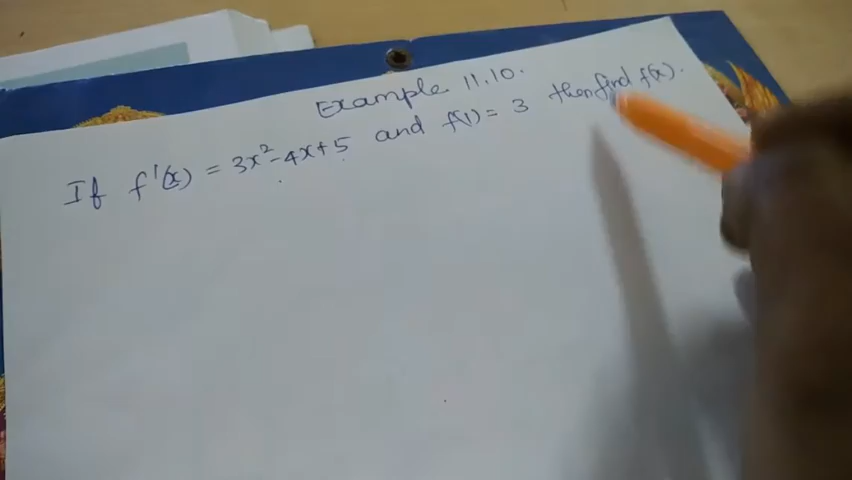 Example 11.10.
If f'(x) = 3x²-4x+5 and f(1) = 3 then find f(x).